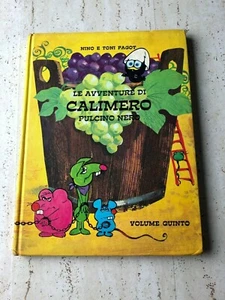 NINO E TONI PAGOT
LE AVVENTURE DI
CALIMERO
PULCINO NERO
VOLUME QUINTO